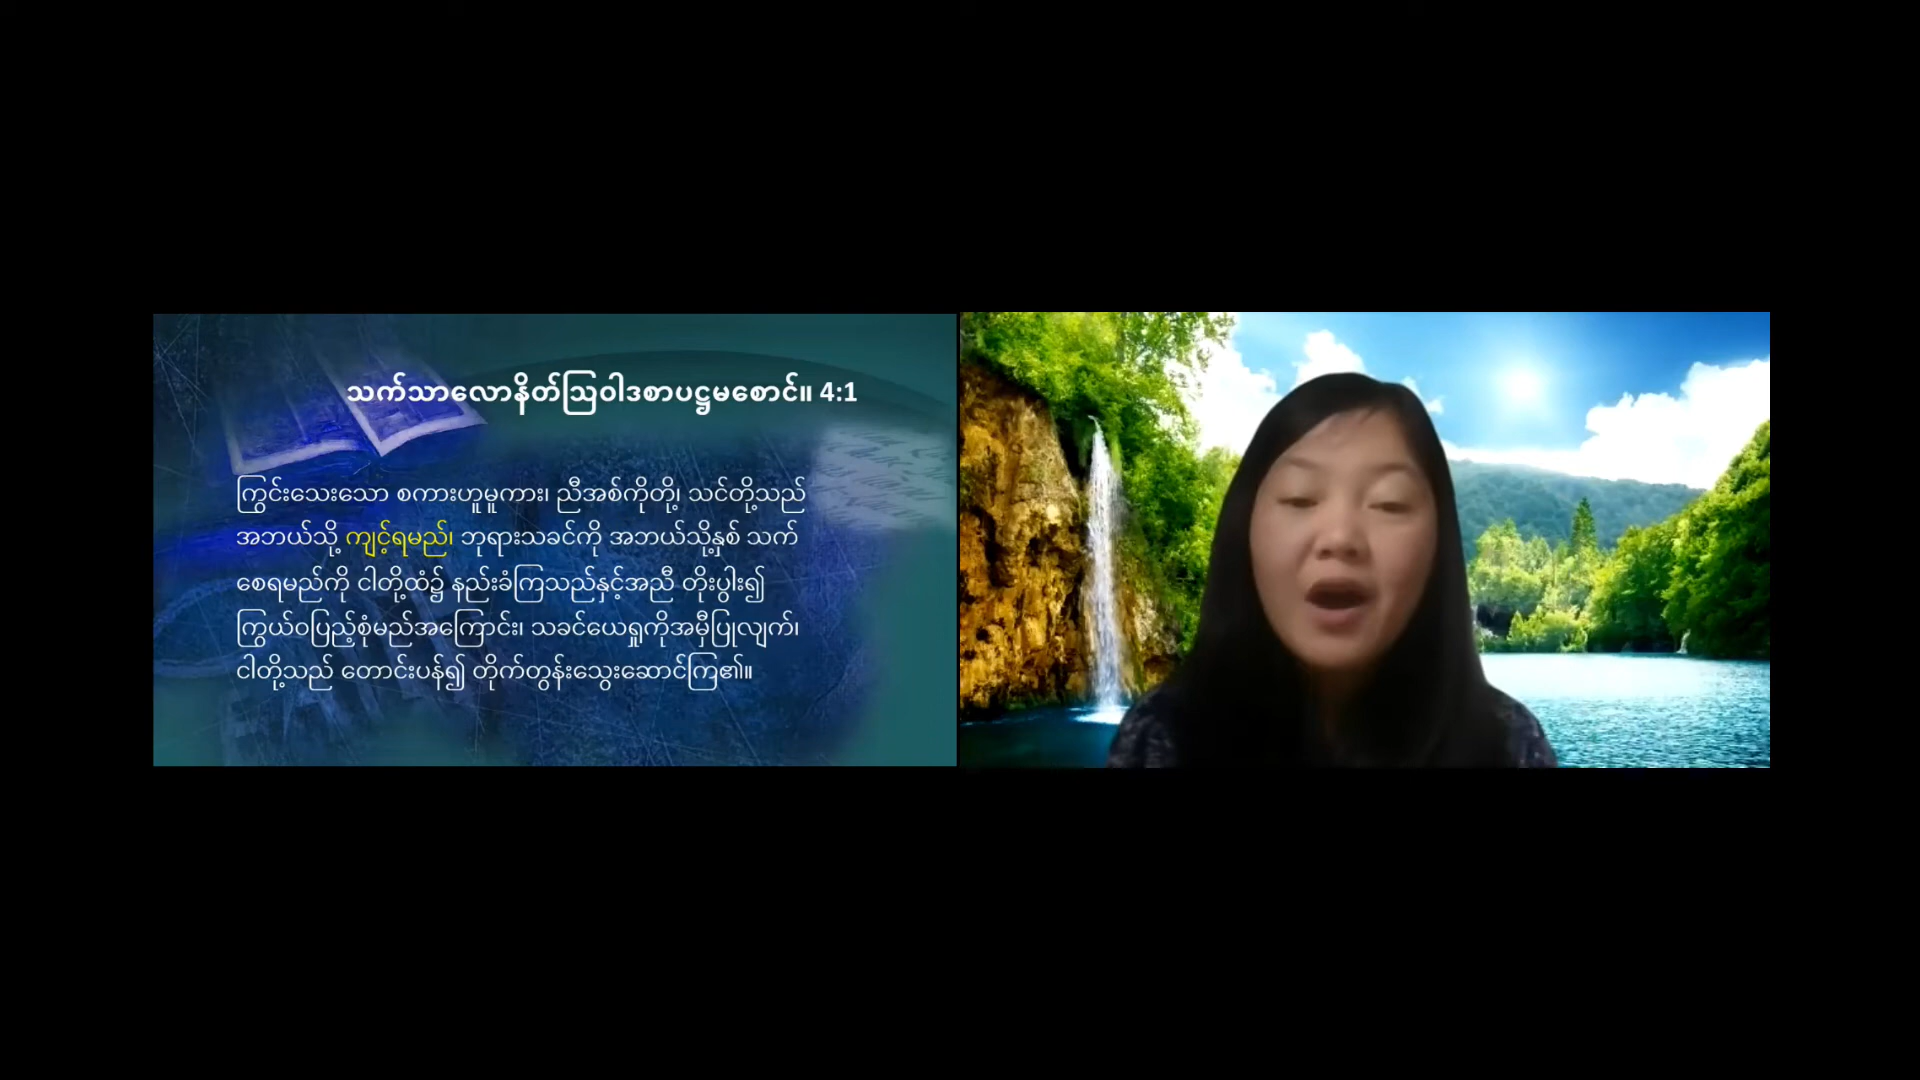 သက်သာလောနိတ်ဩဝါဒစာပဌမစောင်။ 4:1
ကြွင်းသေးသော စကားဟူမူကား၊ ညီအစ်ကိုတို့၊ သင်တို့သည်
အဘယ်သို့ ကျင့်ရမည်၊ ဘုရားသခင်ကို အဘယ်သို့နှစ် သက်
စေရမည်ကို ငါတို့ထံ၌ နည်းခံကြသည်နှင့်အညီ တိုးပွါး၍
ကြွယ်ဝပြည့်စုံမည်အကြောင်း၊ သခင်ယေရှုကိုအမှီပြုလျက်၊
ငါတို့သည် တောင်းပန်၍ တိုက်တွန်းသွေးဆောင်ကြ၏။